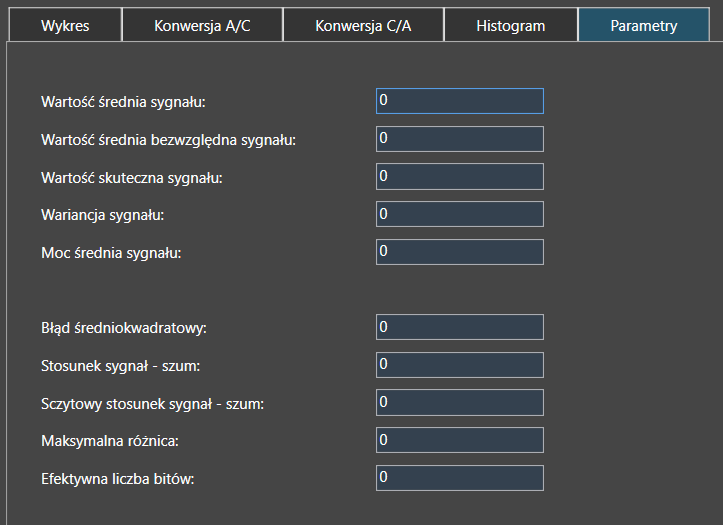 Wykres Konwersja A/C Konwersja C/A Histogram Parametry
Wartość średnia sygnału: 0
Wartość średnia bezwzględna sygnału: 0
Wartość skuteczna sygnału: 0
Wariancja sygnału: 0
Moc średnia sygnału: 0
Błąd średniokwadratowy: 0
Stosunek sygnał - szum: 0
Sczytowy stosunek sygnał - szum: 0
Maksymalna różnica: 0
Efektywna liczba bitów: 0